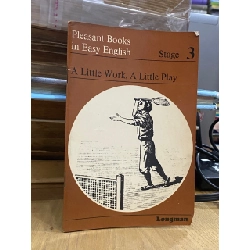 Pleasant Books
in Easy English
Stage 3
A Little Work, A Little Play
Longman